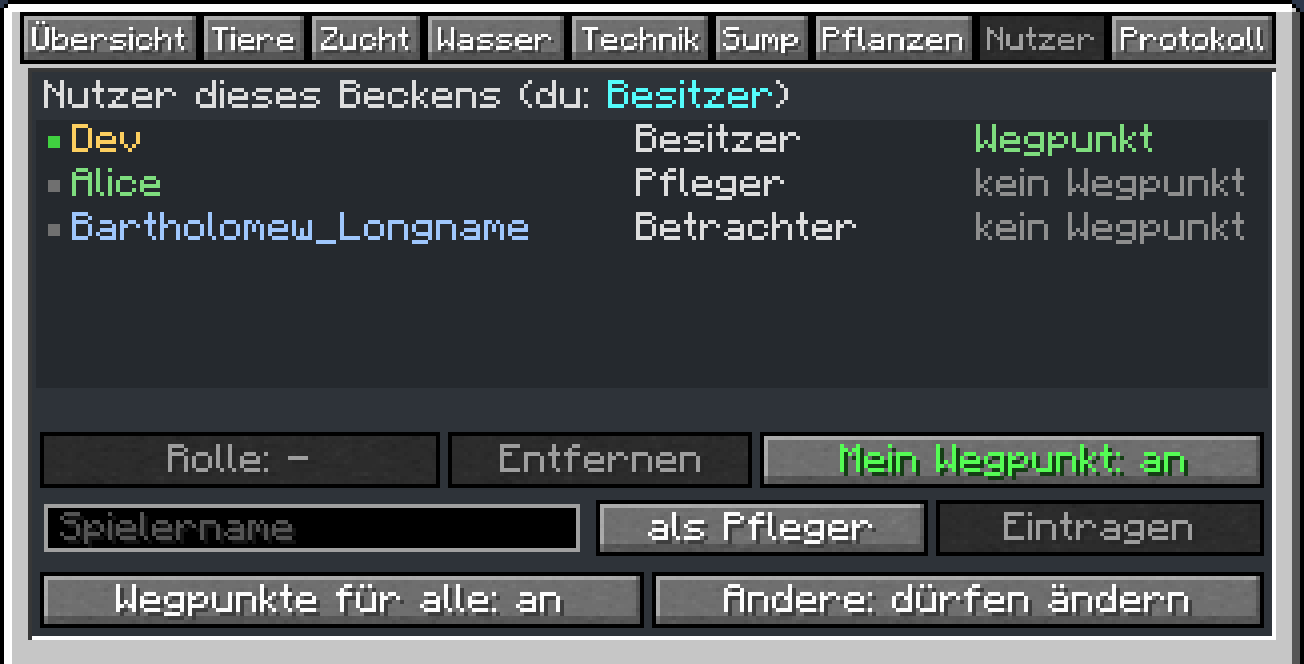 Übersicht Tiere Zucht Wasser Technik Sump Pflanzen Nutzer Protokoll
Nutzer dieses Beckens (du: Besitzer)
Dev Besitzer Wegpunkt
Alice Pfleger kein Wegpunkt
Bartholomew_Longname Betrachter kein Wegpunkt
Rolle: – Entfernen Mein Wegpunkt: an
Spielername als Pfleger Eintragen
Wegpunkte für alle: an Andere: dürfen ändern